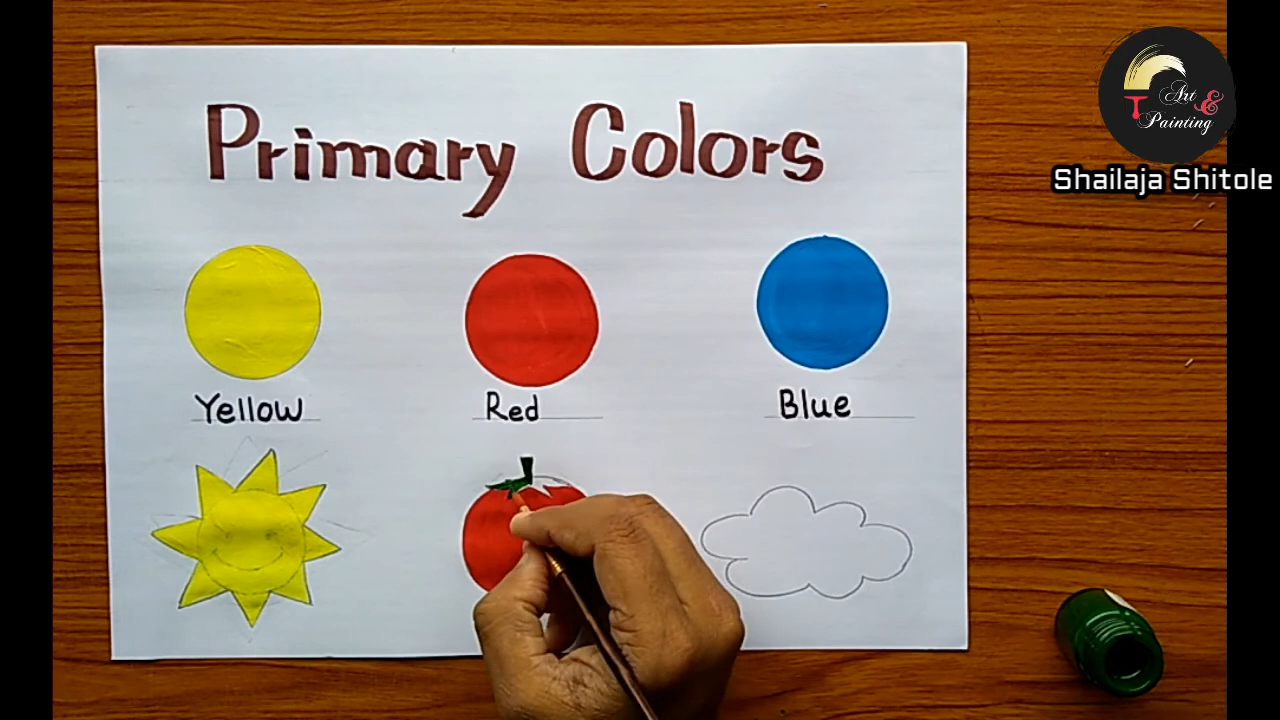 Primary Colors
Art &
Painting
Shailaja Shitole
Yellow
Red
Blue